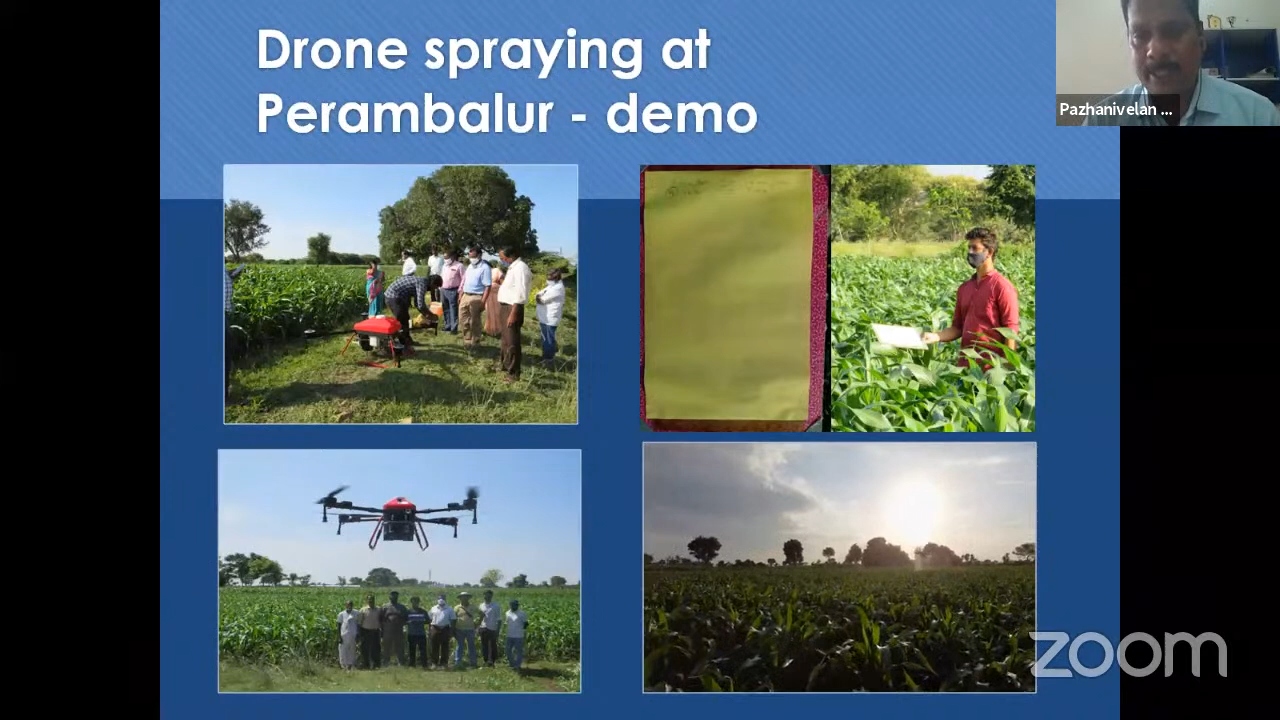 Drone spraying at
Perambalur - demo
Pazhanivelan ...
zoom